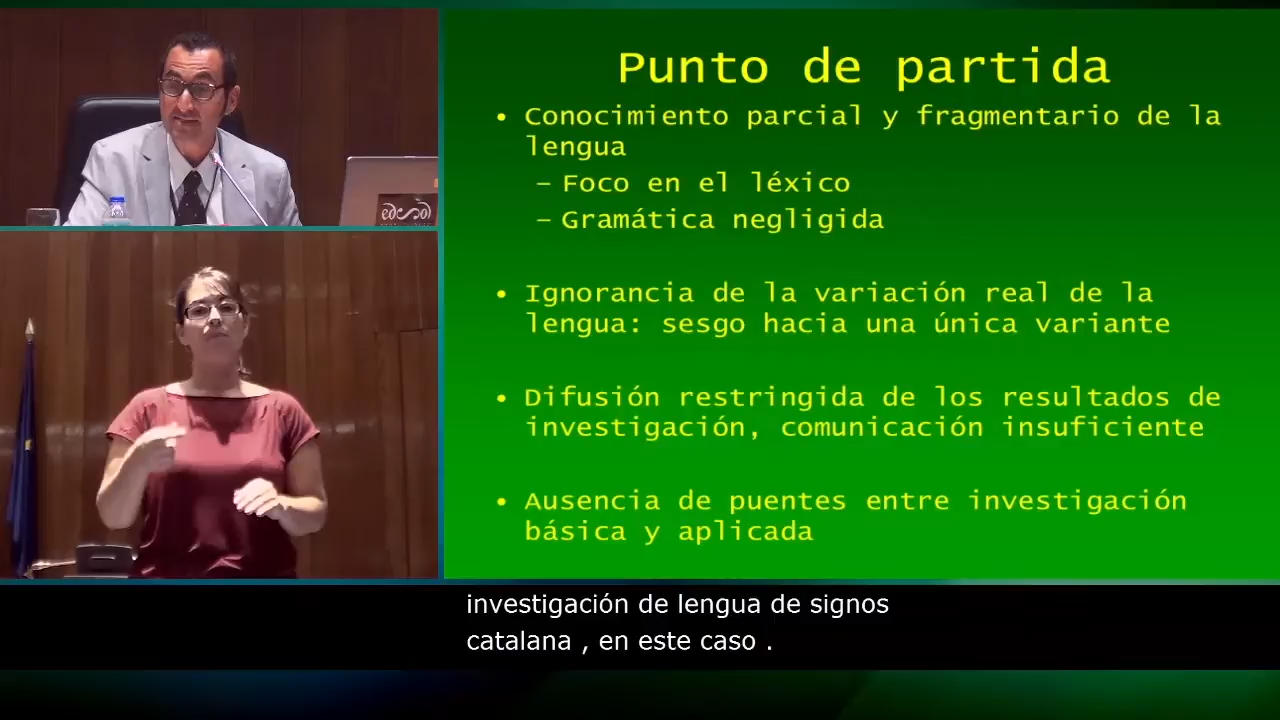 Punto de partida
• Conocimiento parcial y fragmentario de la
lengua
– Foco en el léxico
– Gramática negligida
• Ignorancia de la variación real de la
lengua: sesgo hacia una única variante
• Difusión restringida de los resultados de
investigación, comunicación insuficiente
• Ausencia de puentes entre investigación
básica y aplicada
investigación de lengua de signos
catalana , en este caso .